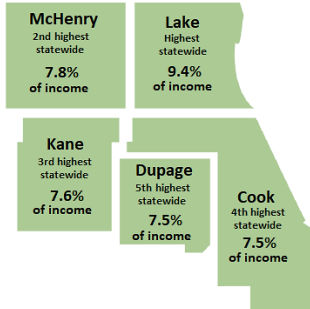 McHenry
2nd highest
statewide
7.8%
of income
Lake
Highest
statewide
9.4%
of income
Kane
3rd highest
statewide
7.6%
of income
Dupage
5th highest
statewide
7.5%
of income
Cook
4th highest
statewide
7.5%
of income